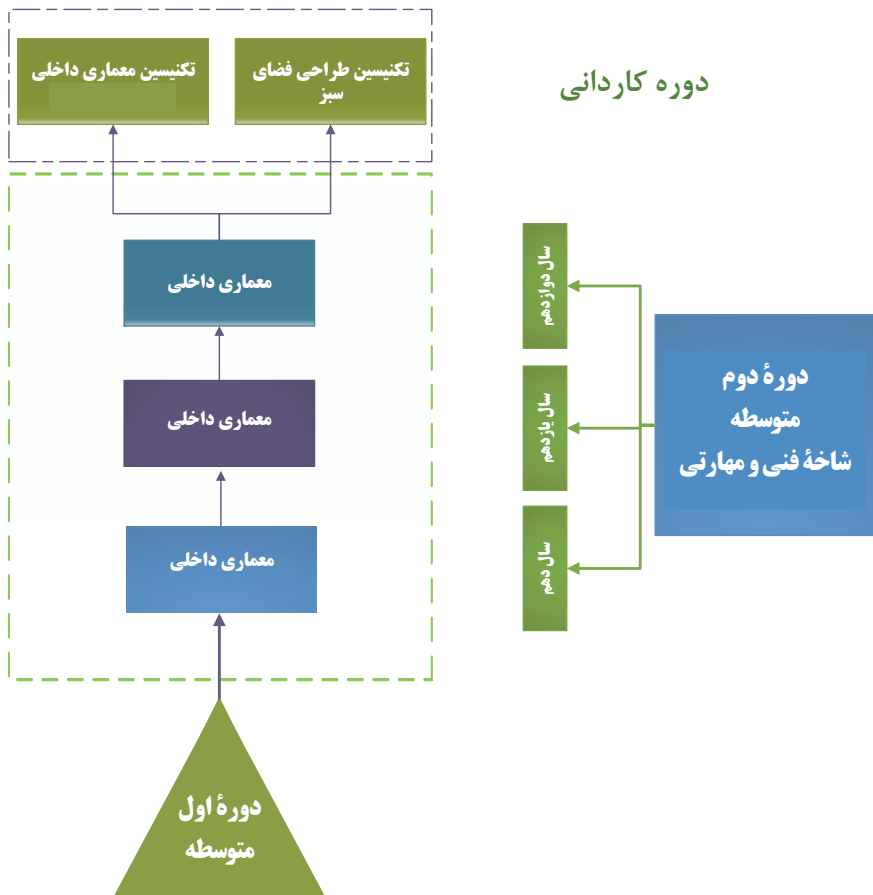 تکنیسین معماری داخلی
تکنیسین طراحی فضای
سبز
دوره کاردانی
معماری داخلی
سال دوازدهم
معماری داخلی
سال یازدهم
دورهٔ دوم
متوسطه
شاخهٔ فنی و مهارتی
معماری داخلی
سال دهم
دورهٔ اول
متوسطه